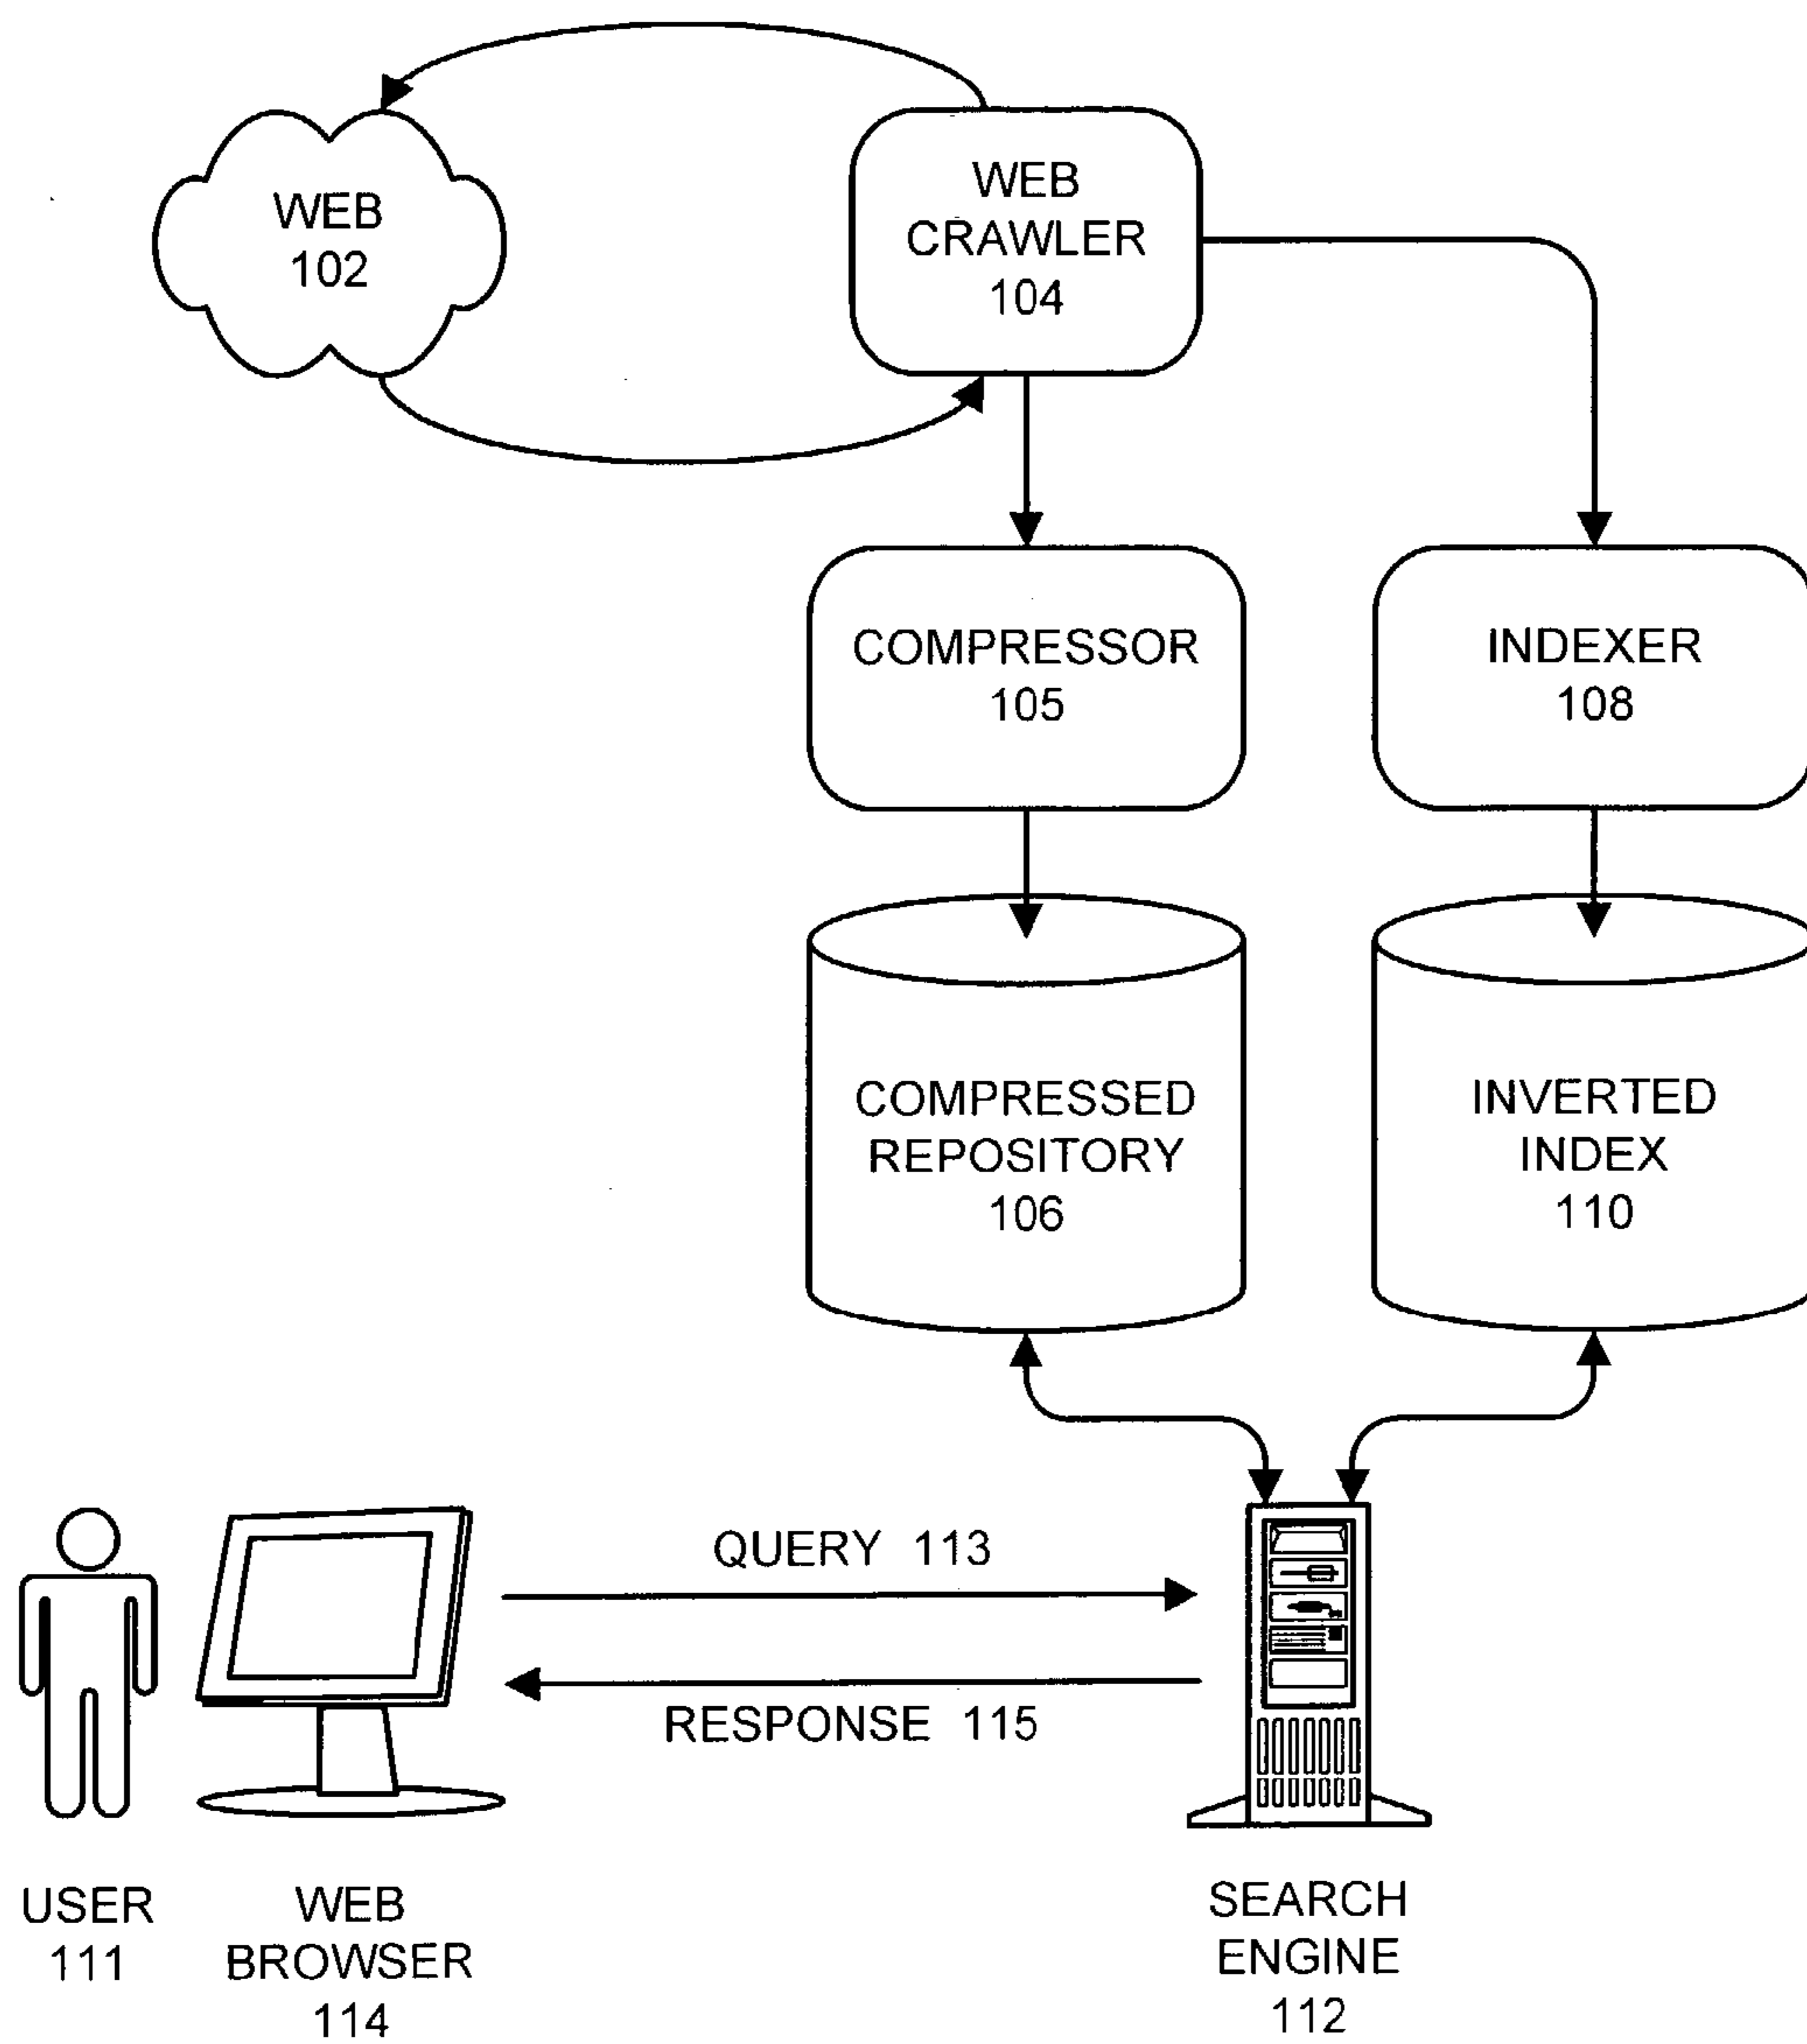 WEB
102
WEB
CRAWLER
104
COMPRESSOR
105
INDEXER
108
COMPRESSED
REPOSITORY
106
INVERTED
INDEX
110
QUERY 113
RESPONSE 115
USER
111
WEB
BROWSER
114
SEARCH
ENGINE
112